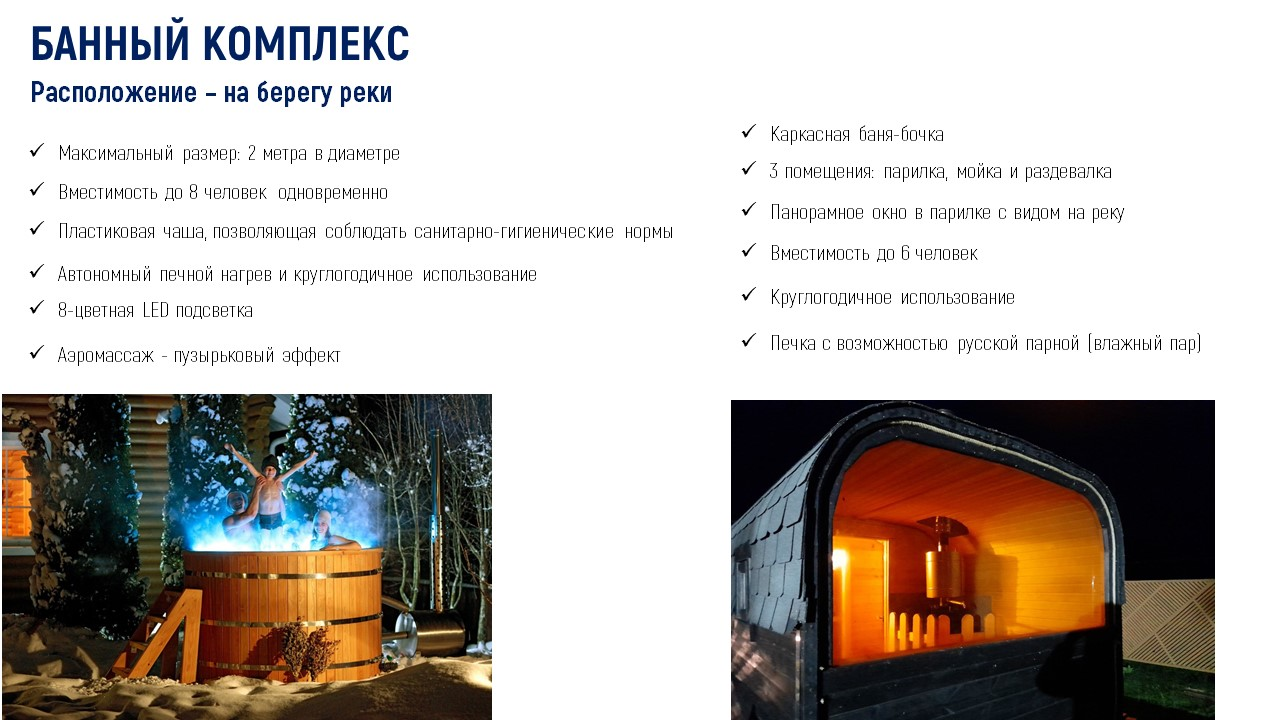 БАННЫЙ КОМПЛЕКС
Расположение – на берегу реки
Максимальный размер: 2 метра в диаметре
Вместимость до 8 человек одновременно
Пластиковая чаша, позволяющая соблюдать санитарно-гигиенические нормы
Автономный печной нагрев и круглогодичное использование
8-цветная LED подсветка
Аэромассаж - пузырьковый эффект
Каркасная баня-бочка
3 помещения: парилка, мойка и раздевалка
Панорамное окно в парилке с видом на реку
Вместимость до 6 человек
Круглогодичное использование
Печка с возможностью русской парной (влажный пар)